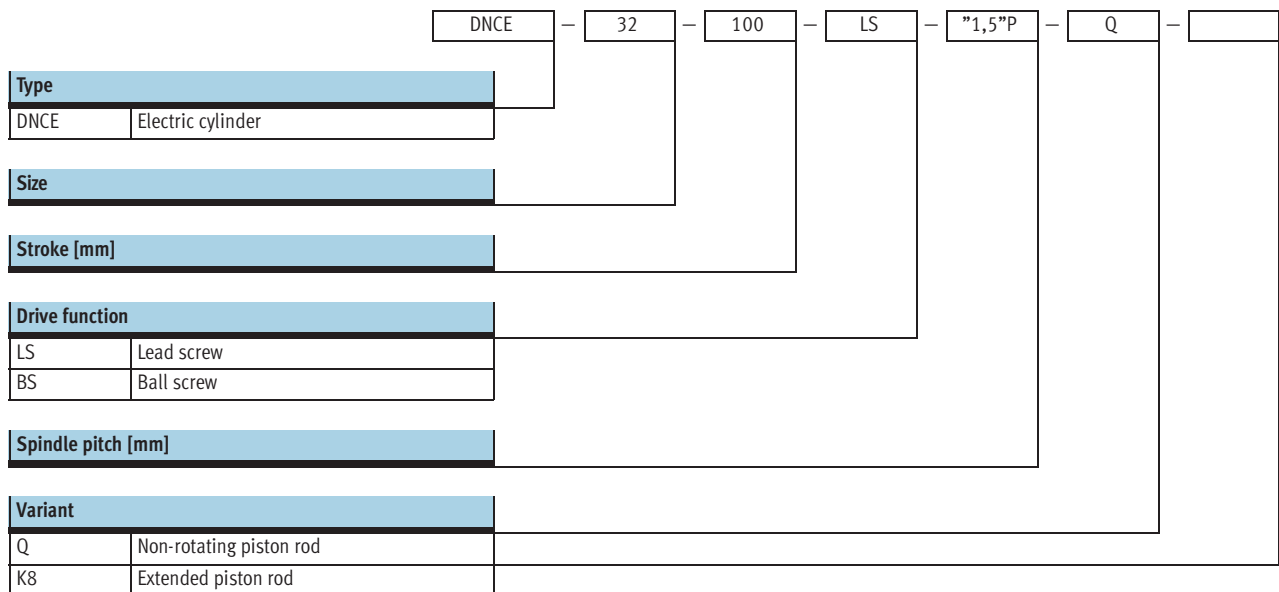 DNCE — 32 — 100 — LS — ”1,5”P — Q —
Type
DNCE Electric cylinder
Size
Stroke [mm]
Drive function
LS Lead screw
BS Ball screw
Spindle pitch [mm]
Variant
Q Non-rotating piston rod
K8 Extended piston rod